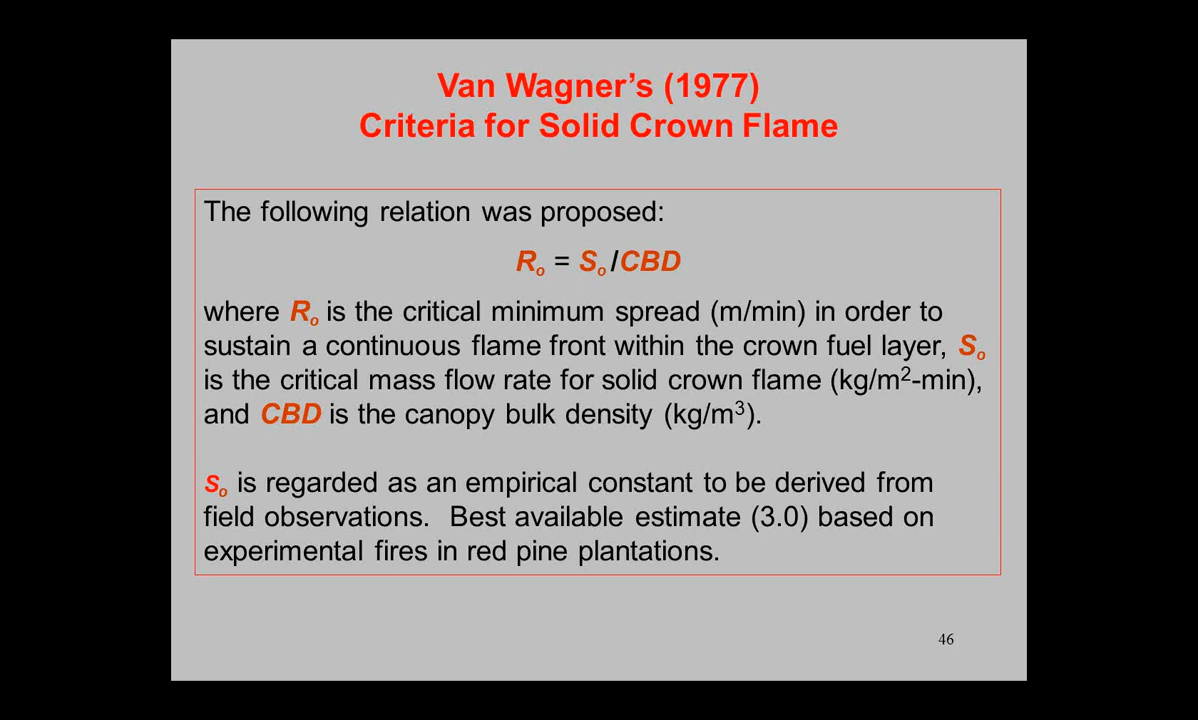 Van Wagner’s (1977)
Criteria for Solid Crown Flame
The following relation was proposed:
Ro = So /CBD
where Ro is the critical minimum spread (m/min) in order to
sustain a continuous flame front within the crown fuel layer, So
is the critical mass flow rate for solid crown flame (kg/m2-min),
and CBD is the canopy bulk density (kg/m3).
So is regarded as an empirical constant to be derived from
field observations.  Best available estimate (3.0) based on
experimental fires in red pine plantations.
46